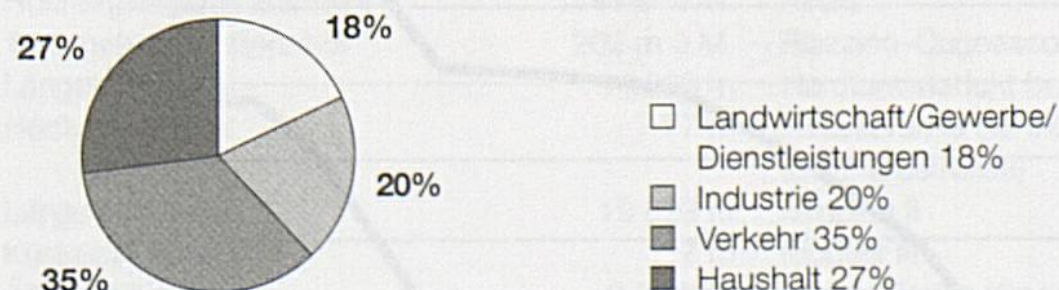 27%
18%
20%
35%
Landwirtschaft/Gewerbe/
Dienstleistungen 18%
Industrie 20%
Verkehr 35%
Haushalt 27%